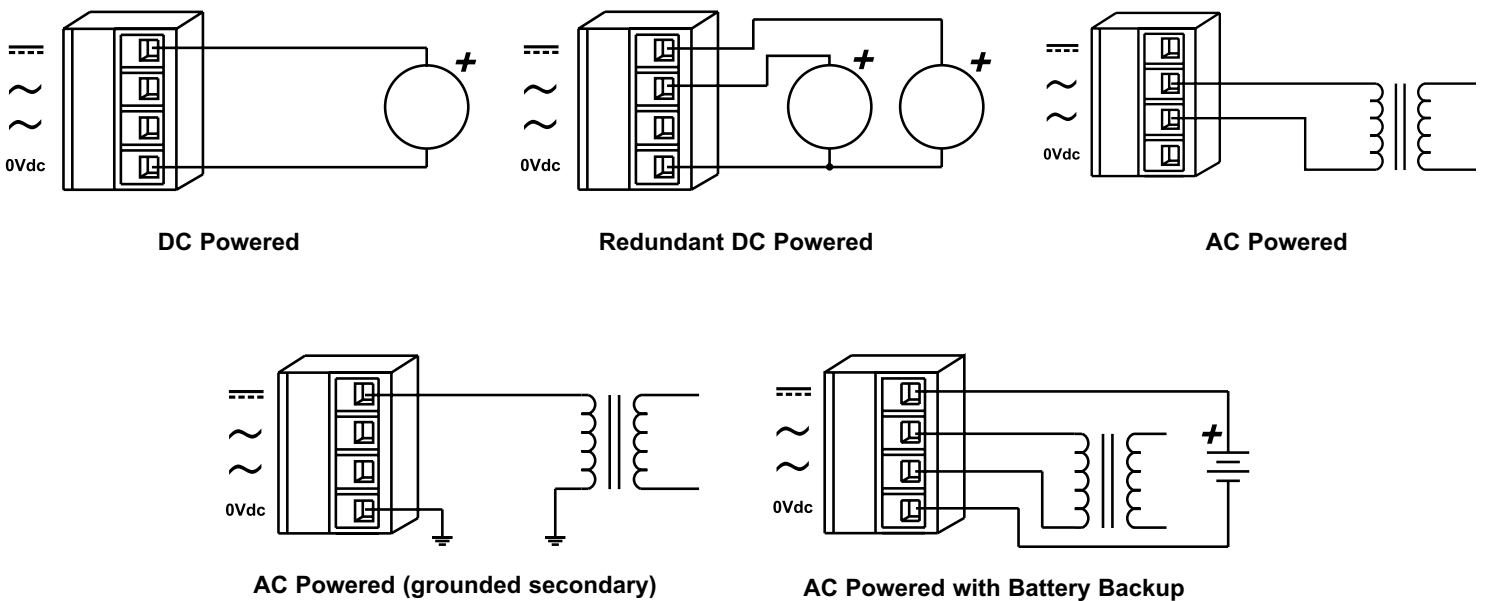 +
0Vdc
DC Powered
+
+
0Vdc
Redundant DC Powered
0Vdc
AC Powered
0Vdc
AC Powered (grounded secondary)
+
0Vdc
AC Powered with Battery Backup